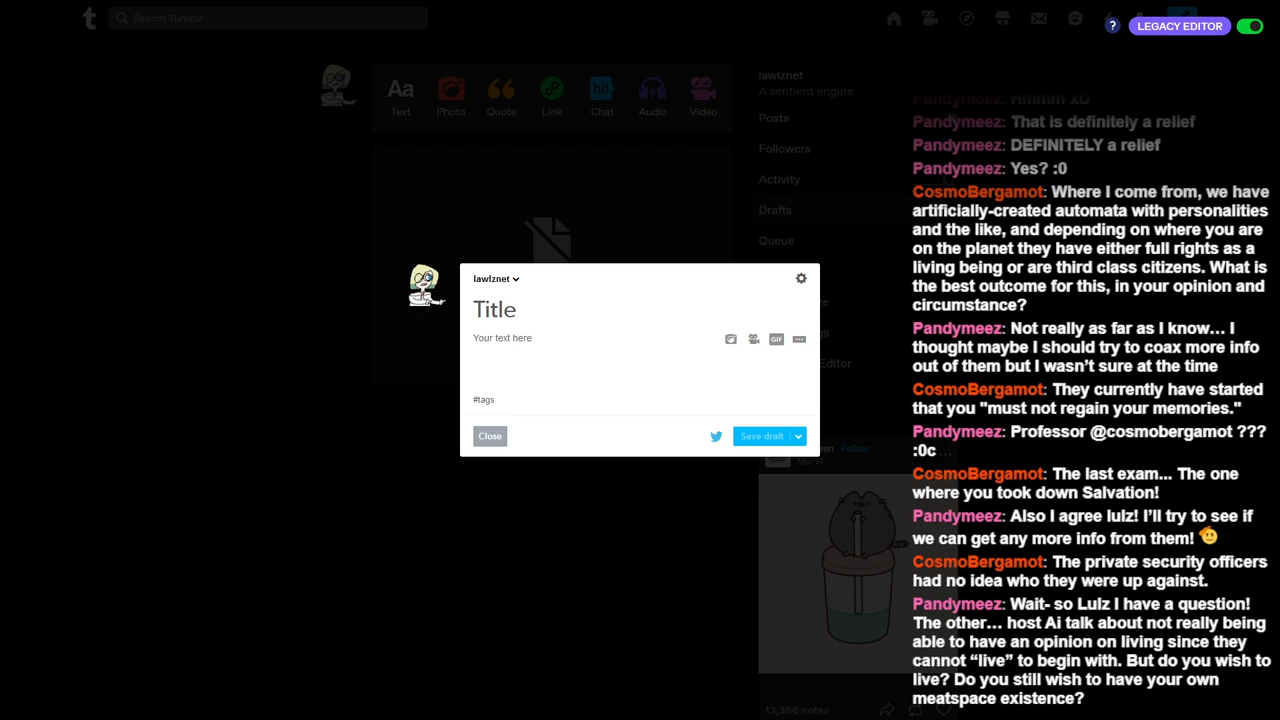 Search Tumblr
? LEGACY EDITOR
Aa
hi!
Text Photo Quote Link Chat Audio Video
lawlznet
A sentient engine
Posts
Followers
Activity
Drafts
Queue
Editor
lawlznet
Title
Your text here
GIF
#tags
Close
Save draft
Follow
13,366 notes
Pandymeez: Hmmm xD
Pandymeez: That is definitely a relief
Pandymeez: DEFINITELY a relief
Pandymeez: Yes? :0
CosmoBergamot: Where I come from, we have
artificially-created automata with personalities
and the like, and depending on where you are
on the planet they have either full rights as a
living being or are third class citizens. What is
the best outcome for this, in your opinion and
circumstance?
Pandymeez: Not really as far as I know… I
thought maybe I should try to coax more info
out of them but I wasn’t sure at the time
CosmoBergamot: They currently have started
that you "must not regain your memories."
Pandymeez: Professor @cosmobergamot ???
:0c
CosmoBergamot: The last exam... The one
where you took down Salvation!
Pandymeez: Also I agree lulz! I’ll try to see if
we can get any more info from them! 🫡
CosmoBergamot: The private security officers
had no idea who they were up against.
Pandymeez: Wait- so Lulz I have a question!
The other… host Ai talk about not really being
able to have an opinion on living since they
cannot “live” to begin with. But do you wish to
live? Do you still wish to have your own
meatspace existence?